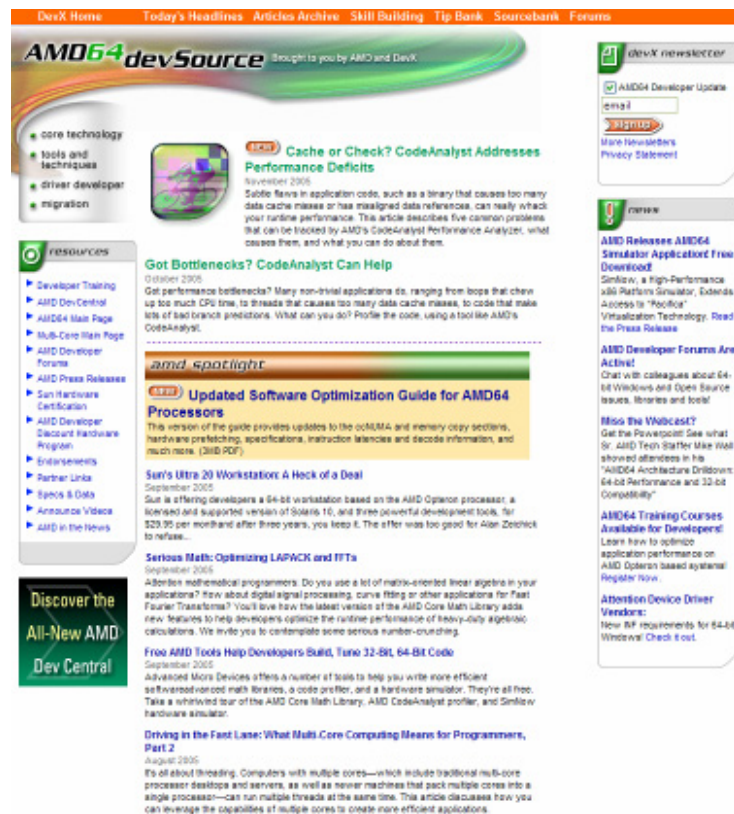 DevX Home Today's Headlines Articles Archive Skill Building Tip Bank Sourcebank Forums
AMD64 devSource Brought to you by AMD and DevX
core technology
tools and
techniques
driver developer
migration
resources
Developer Training
AMD DevCentral
AMD64 Main Page
Multi-Core Main Page
AMD Developer
Forums
AMD Press Releases
Sun Hardware
Certification
AMD Developer
Discount Hardware
Program
Endorsements
Partner Links
Specs & Data
Announce Videos
AMD in the News
Discover the
All-New AMD
Dev Central
NEW Cache or Check? CodeAnalyst Addresses
Performance Deficits
November 2005
Subtle flaws in application code, such as a binary that causes too many
data cache misses or has misaligned data references, can really whack
your runtime performance. This article describes five common problems
that can be tracked by AMD's CodeAnalyst Performance Analyzer, what
causes them, and what you can do about them.
Got Bottlenecks? CodeAnalyst Can Help
October 2005
Got performance bottlenecks? Many non-trivial applications do, ranging from loops that chew
up too much CPU time, to threads that causes too many data cache misses, to code that make
lots of bad branch predictions. What can you do? Profile the code, using a tool like AMD's
CodeAnalyst.
amd spotlight
NEW Updated Software Optimization Guide for AMD64
Processors
This version of the guide provides updates to the ccNUMA and memory copy sections,
hardware prefetching, specifications, instruction latencies and decode information, and
much more. (3MB PDF)
Sun's Ultra 20 Workstation: A Heck of a Deal
September 2005
Sun is offering developers a 64-bit workstation based on the AMD Opteron processor, a
licensed and supported version of Solaris 10, and three powerful development tools, for
$29.95 per monthand after three years, you keep it. The offer was too good for Alan Zeichick
to refuse...
Serious Math: Optimizing LAPACK and FFTs
September 2005
Attention mathematical programmers. Do you use a lot of matrix-oriented linear algebra in your
applications? How about digital signal processing, curve fitting or other applications for Fast
Fourier Transforms? You'll love how the latest version of the AMD Core Math Library adds
new features to help developers optimize the runtime performance of heavy-duty algebraic
calculations. We invite you to contemplate some serious number-crunching.
Free AMD Tools Help Developers Build, Tune 32-Bit, 64-Bit Code
September 2005
Advanced Micro Devices offers a number of tools to help you write more efficient
softwareadvanced math libraries, a code profiler, and a hardware simulator. They're all free.
Take a whirlwind tour of the AMD Core Math Library, AMD CodeAnalyst profiler, and SimNow
hardware simulator.
Driving in the Fast Lane: What Multi-Core Computing Means for Programmers,
Part 2
August 2005
It's all about threading. Computers with multiple cores—which include traditional multi-core
processor desktops and servers, as well as newer machines that pack multiple cores into a
single processor—can run multiple threads at the same time. This article discusses how you
can leverage the capabilities of multiple cores to create more efficient applications.
devX newsletter
AMD64 Developer Update
email
sign up
More Newsletters
Privacy Statement
news
AMD Releases AMD64
Simulator Application! Free
Download!
SimNow, a High-Performance
x86 Platform Simulator, Extends
Access to "Pacifica"
Virtualization Technology. Read
the Press Release
AMD Developer Forums Are
Active!
Chat with colleagues about 64-
bit Windows and Open Source
issues, libraries and tools!
Miss the Webcast?
Get the Powerpoint! See what
Sr. AMD Tech Staffer Mike Wall
showed attendees in his
"AMD64 Architecture Drilldown:
64-bit Performance and 32-bit
Compatibility"
AMD64 Training Courses
Available for Developers!
Learn how to optimize
application performance on
AMD Opteron based systems!
Register Now.
Attention Device Driver
Vendors:
New INF requirements for 64-bit
Windows! Check it out.